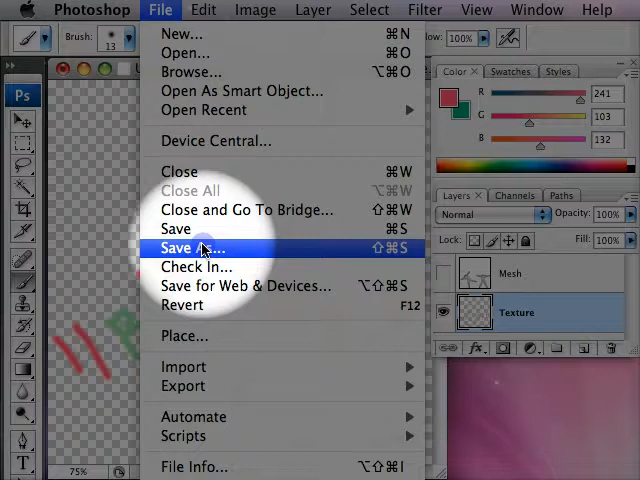 Photoshop File Edit Image Layer Select Filter View Window Help
Brush: 13 100%
New... ⌘N
Open... ⌘O
Browse... ⌥⌘O
Open As Smart Object...
Open Recent
Device Central...
Close ⌘W
Close All ⌥⌘W
Close and Go To Bridge... ⇧⌘W
Save ⌘S
Save As... ⇧⌘S
Check In...
Save for Web & Devices... ⌥⇧⌘S
Revert F12
Place...
Import
Export
Automate
Scripts
File Info... ⌥⇧⌘I
Ps
T
75%
Color Swatches Styles
R 241
G 103
B 132
Layers Channels Paths
Normal Opacity: 100%
Lock: Fill: 100%
Mesh
Texture
fx